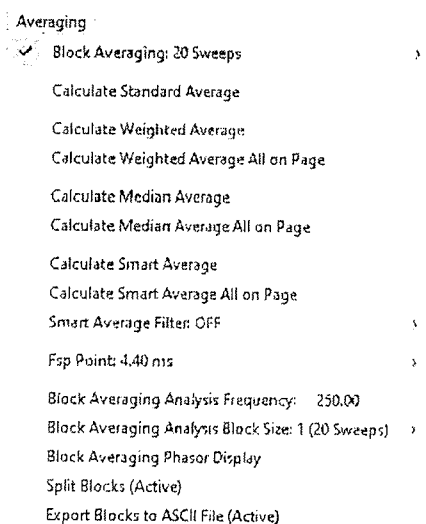 Averaging
Block Averaging: 20 Sweeps
Calculate Standard Average
Calculate Weighted Average
Calculate Weighted Average All on Page
Calculate Median Average
Calculate Median Average All on Page
Calculate Smart Average
Calculate Smart Average All on Page
Smart Average Filter: OFF
Fsp Point: 4.40 ms
Block Averaging Analysis Frequency: 250.00
Block Averaging Analysis Block Size: 1 (20 Sweeps)
Block Averaging Phasor Display
Split Blocks (Active)
Export Blocks to ASCII File (Active)